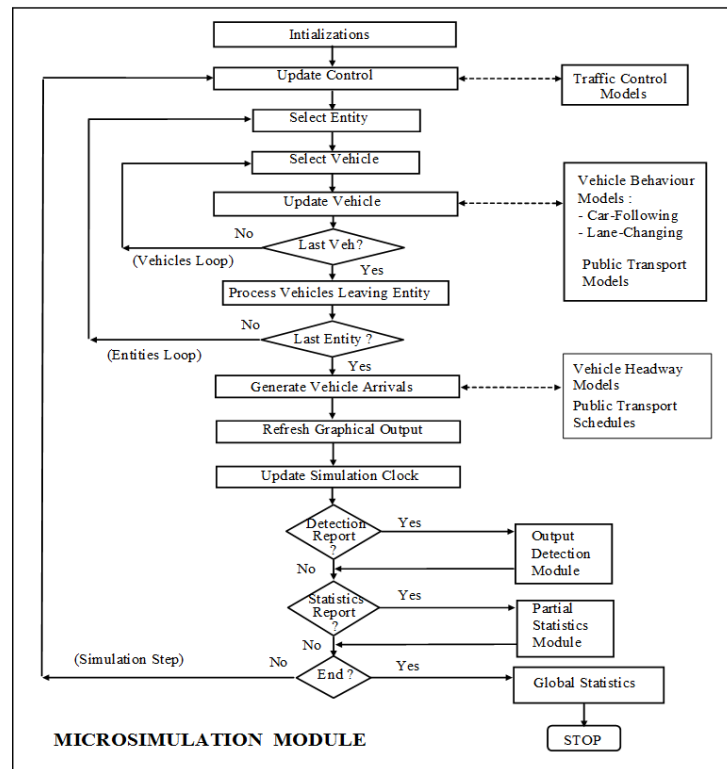 Intializations
Update Control
Traffic Control
Models
Select Entity
Select Vehicle
Update Vehicle
Vehicle Behaviour
Models :
- Car-Following
- Lane-Changing
Public Transport
Models
No
Last Veh?
(Vehicles Loop)
Yes
Process Vehicles Leaving Entity
No
Last Entity ?
(Entities Loop)
Yes
Generate Vehicle Arrivals
Vehicle Headway
Models
Public Transport
Schedules
Refresh Graphical Output
Update Simulation Clock
Detection
Report
?
Yes
Output
Detection
Module
No
Statistics
Report
?
Yes
Partial
Statistics
Module
No
(Simulation Step)
No
End ?
Yes
Global Statistics
MICROSIMULATION MODULE
STOP